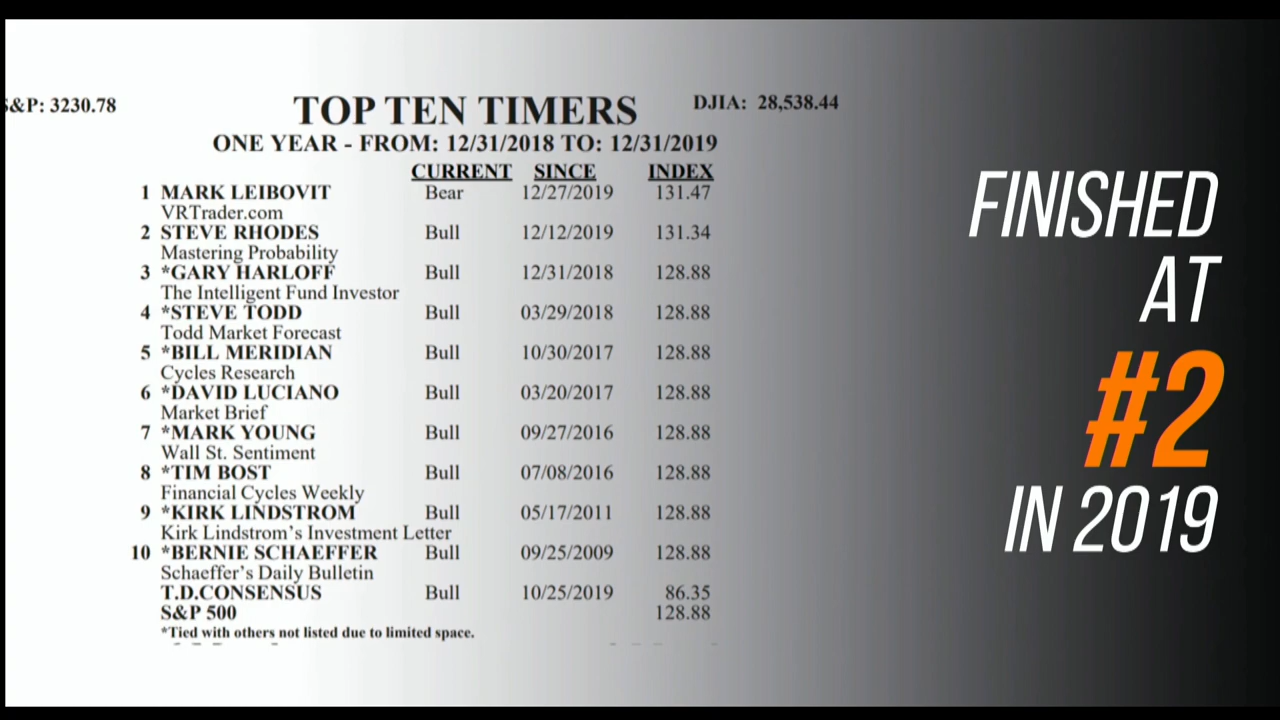 S&P: 3230.78
TOP TEN TIMERS
DJIA: 28,538.44
ONE YEAR - FROM: 12/31/2018 TO: 12/31/2019
CURRENT SINCE INDEX
1 MARK LEIBOVIT Bear 12/27/2019 131.47
VRTrader.com
2 STEVE RHODES Bull 12/12/2019 131.34
Mastering Probability
3 *GARY HARLOFF Bull 12/31/2018 128.88
The Intelligent Fund Investor
4 *STEVE TODD Bull 03/29/2018 128.88
Todd Market Forecast
5 *BILL MERIDIAN Bull 10/30/2017 128.88
Cycles Research
6 *DAVID LUCIANO Bull 03/20/2017 128.88
Market Brief
7 *MARK YOUNG Bull 09/27/2016 128.88
Wall St. Sentiment
8 *TIM BOST Bull 07/08/2016 128.88
Financial Cycles Weekly
9 *KIRK LINDSTROM Bull 05/17/2011 128.88
Kirk Lindstrom's Investment Letter
10 *BERNIE SCHAEFFER Bull 09/25/2009 128.88
Schaeffer's Daily Bulletin
T.D.CONSENSUS Bull 10/25/2019 86.35
S&P 500 128.88
*Tied with others not listed due to limited space.
FINISHED
AT
#2
IN 2019